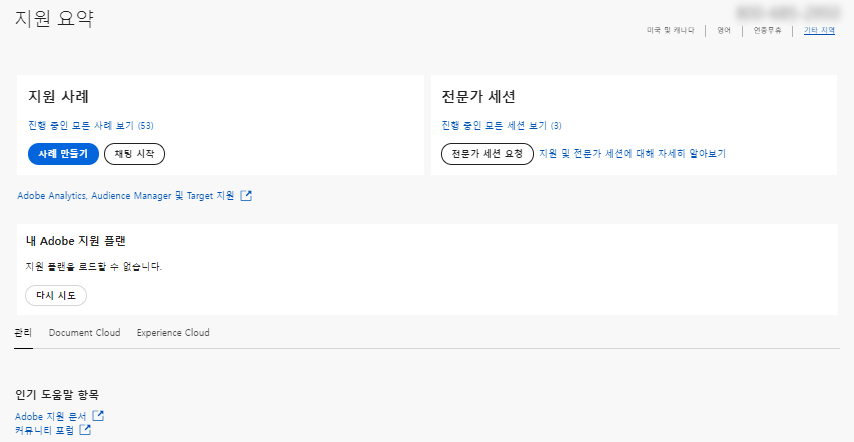 지원 요약
미국 및 캐나다 | 영어 | 연중무휴 | 기타 지역
지원 사례
진행 중인 모든 사례 보기 (53)
사례 만들기 채팅 시작
전문가 세션
진행 중인 모든 세션 보기 (3)
전문가 세션 요청 지원 및 전문가 세션에 대해 자세히 알아보기
Adobe Analytics, Audience Manager 및 Target 지원
내 Adobe 지원 플랜
지원 플랜을 로드할 수 없습니다.
다시 시도
관리 Document Cloud Experience Cloud
인기 도움말 항목
Adobe 지원 문서
커뮤니티 포럼